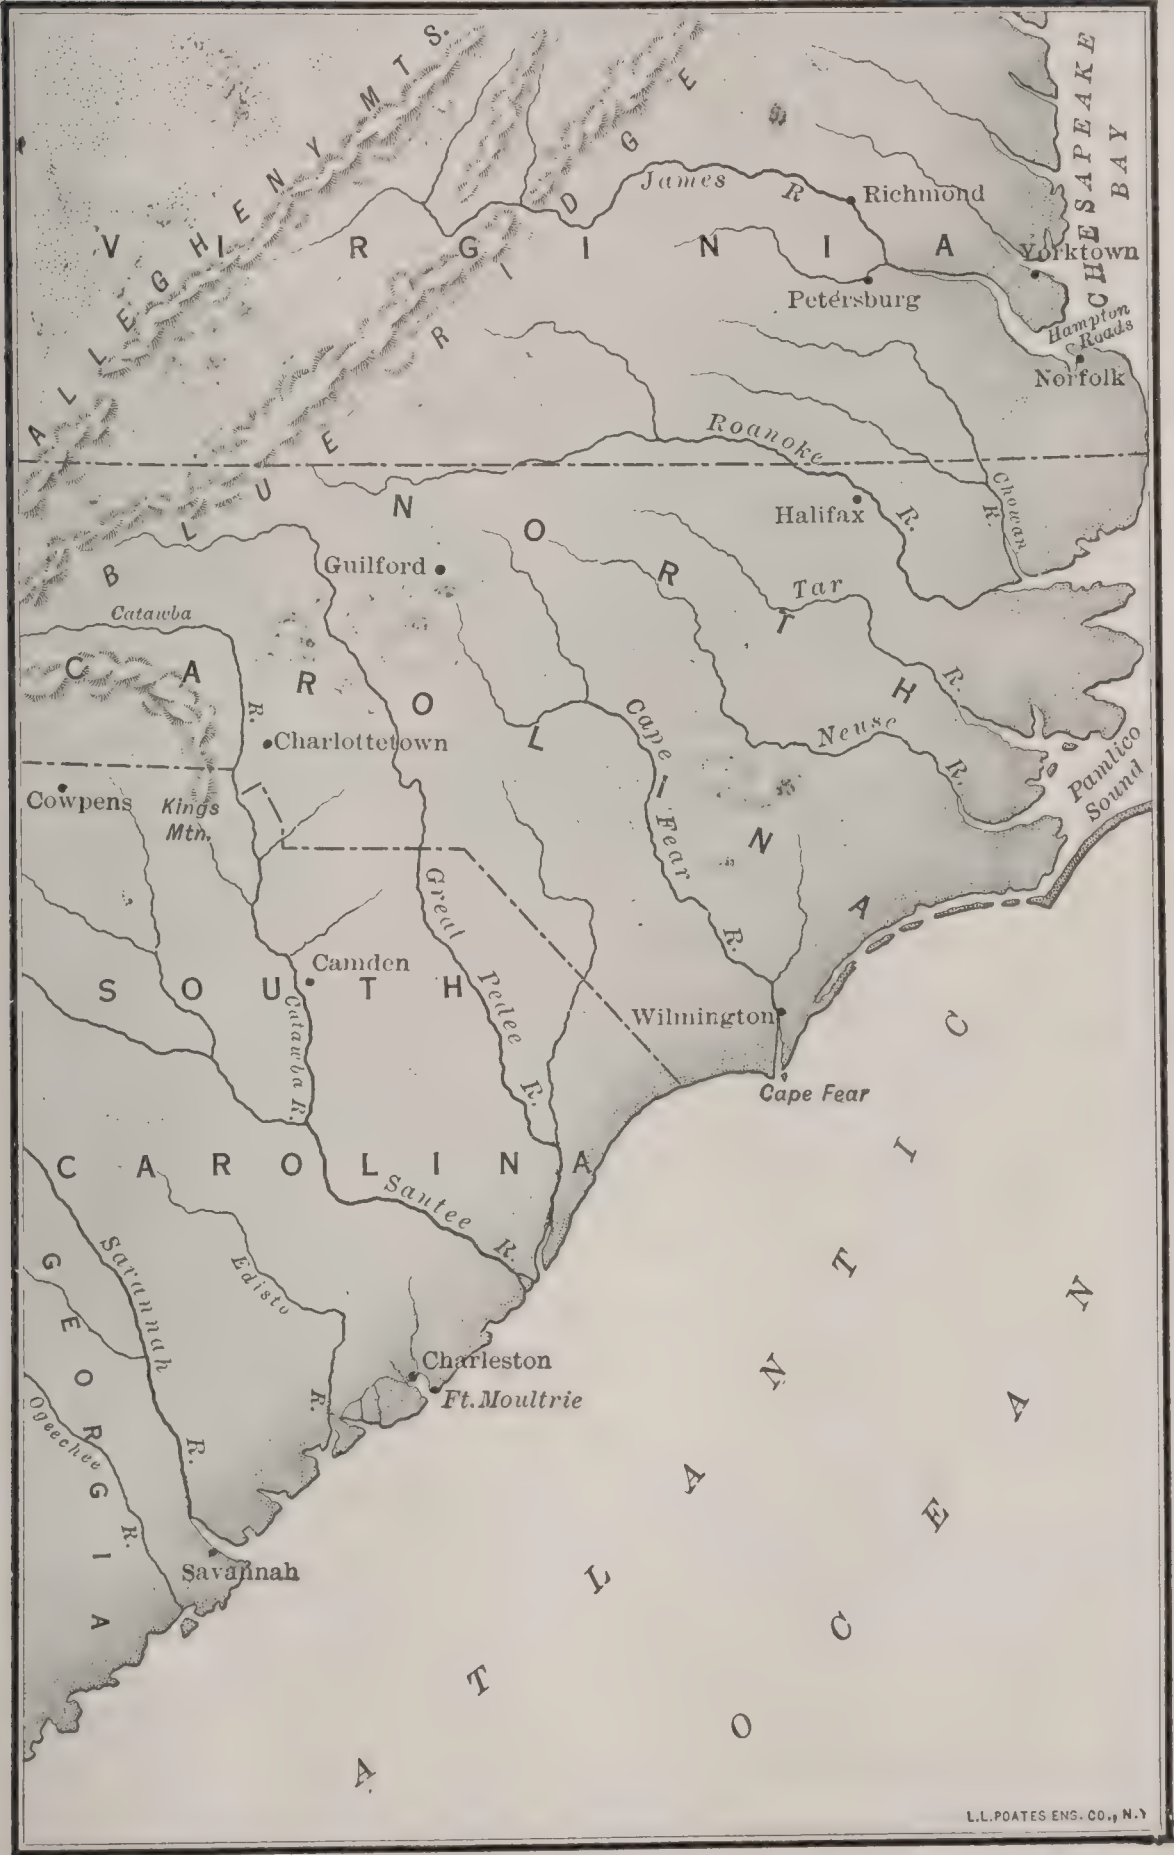 ALLEGHENY MTS.
BLUE RIDGE
CHESAPEAKE
BAY
James R
Richmond
VIRGINIA
Yorktown
Petersburg
Hampton
Roads
Norfolk
Roanoke R.
Chowan
R.
Halifax
NORTH
Guilford
Tar R.
Catawba R.
CAROLINA
Cape Fear R.
Charlottetown
Neuse R.
Pamlico
Sound
Cowpens
Kings
Mtn.
Great Pedee R.
Camden
SOUTH
Catawba R.
Wilmington
Cape Fear
CAROLINA
Santee R.
Savannah R.
Edisto R.
GEORGIA
Charleston
Ft. Moultrie
Ogeechee R.
Savannah
ATLANTIC
OCEAN
L.L. POATES ENG. CO., N.Y